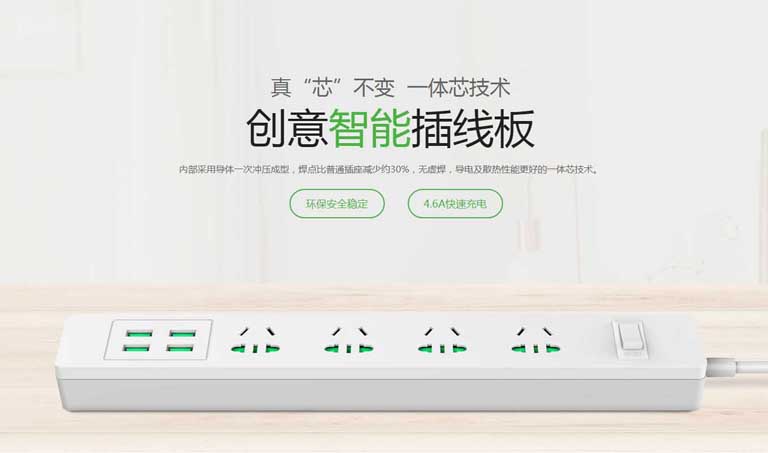 真“芯”不变 一体芯技术
创意智能插线板
内部采用导体一次冲压成型，焊点比普通插座减少约30%，无虚焊，导电及散热性能更好的一体芯技术。
环保安全稳定 4.6A快速充电